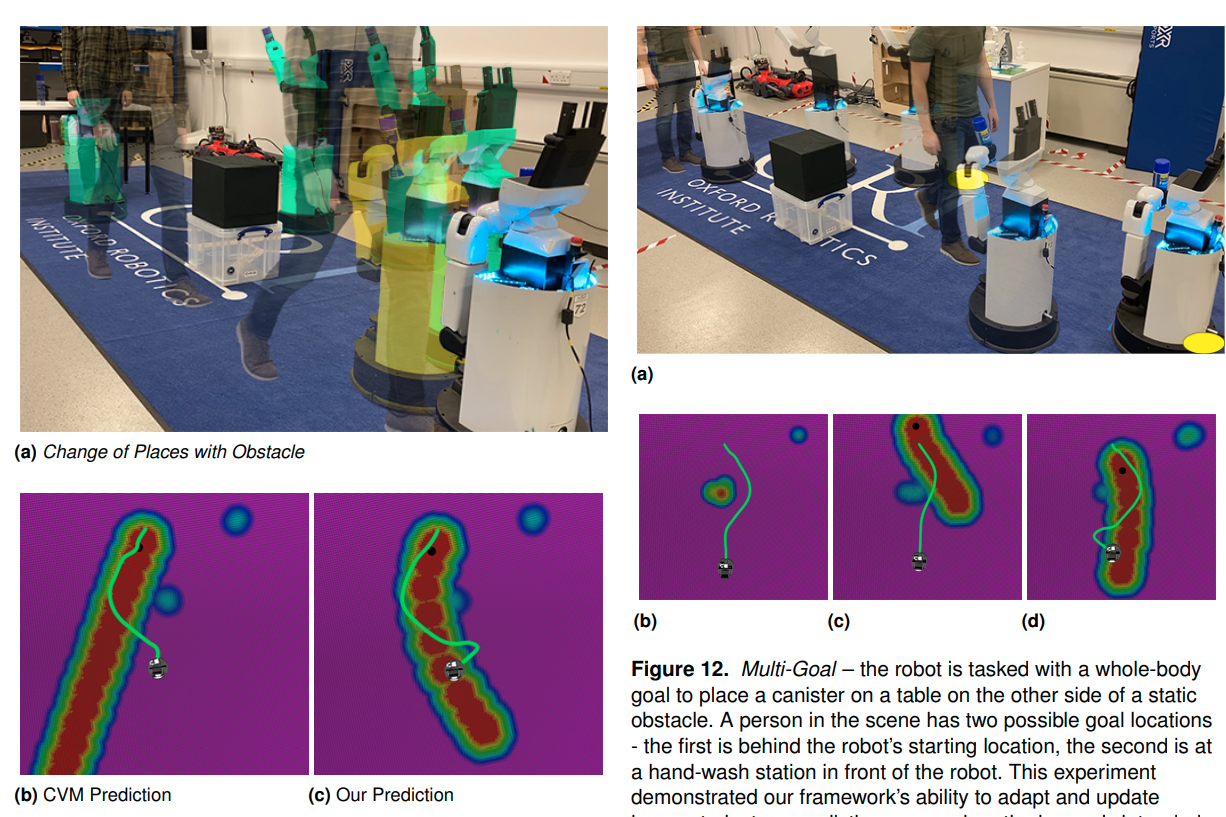 OXFORD ROBOTICS
INSTITUTE
72
(a) Change of Places with Obstacle
(b) CVM Prediction
(c) Our Prediction
OXFORD R TICS
INSTITUTE
(a)
(b)
(c)
(d)
Figure 12. Multi-Goal – the robot is tasked with a whole-body
goal to place a canister on a table on the other side of a static
obstacle. A person in the scene has two possible goal locations
- the first is behind the robot's starting location, the second is at
a hand-wash station in front of the robot. This experiment
demonstrated our framework's ability to adapt and update